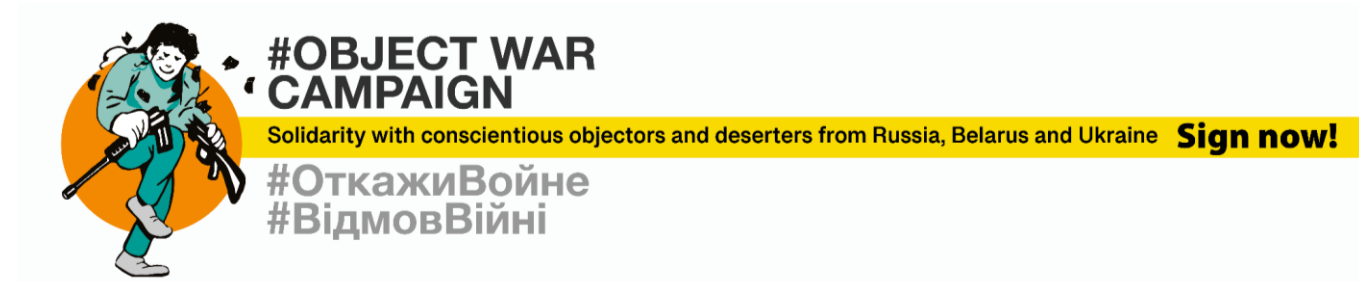 #OBJECT WAR
CAMPAIGN
Solidarity with conscientious objectors and deserters from Russia, Belarus and Ukraine Sign now!
#ОткажиВойне
#ВідмовВійні